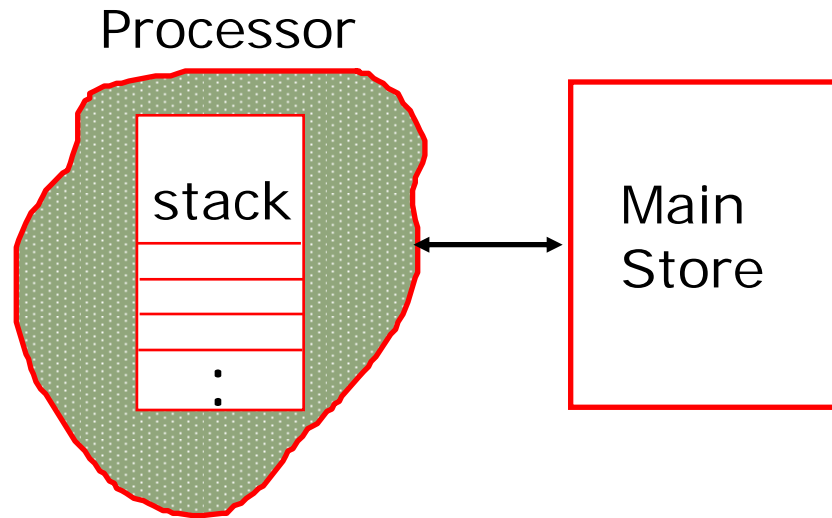 Processor
stack
:
:
Main
Store